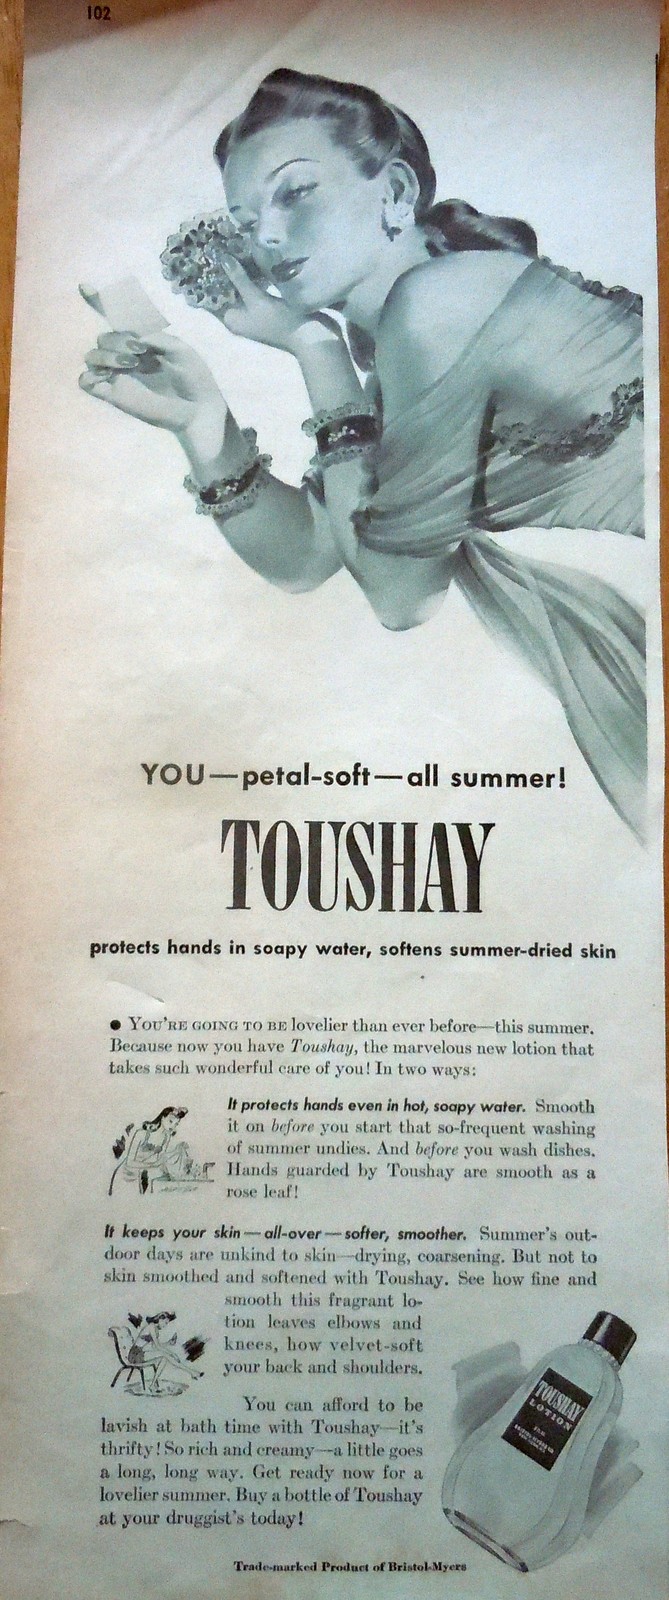 102
YOU—petal-soft—all summer!
TOUSHAY
protects hands in soapy water, softens summer-dried skin
● YOU'RE GOING TO BE lovelier than ever before—this summer.
Because now you have Toushay, the marvelous new lotion that
takes such wonderful care of you! In two ways:
It protects hands even in hot, soapy water. Smooth
it on before you start that so-frequent washing
of summer undies. And before you wash dishes.
Hands guarded by Toushay are smooth as a
rose leaf!
It keeps your skin—all-over—softer, smoother. Summer's out-
door days are unkind to skin—drying, coarsening. But not to
skin smoothed and softened with Toushay. See how fine and
smooth this fragrant lo-
tion leaves elbows and
knees, how velvet-soft
your back and shoulders.
You can afford to be
lavish at bath time with Toushay—it's
thrifty! So rich and creamy—a little goes
a long, long way. Get ready now for a
lovelier summer. Buy a bottle of Toushay
at your druggist's today!
TOUSHAY
LOTION
Trade-marked Product of Bristol-Myers